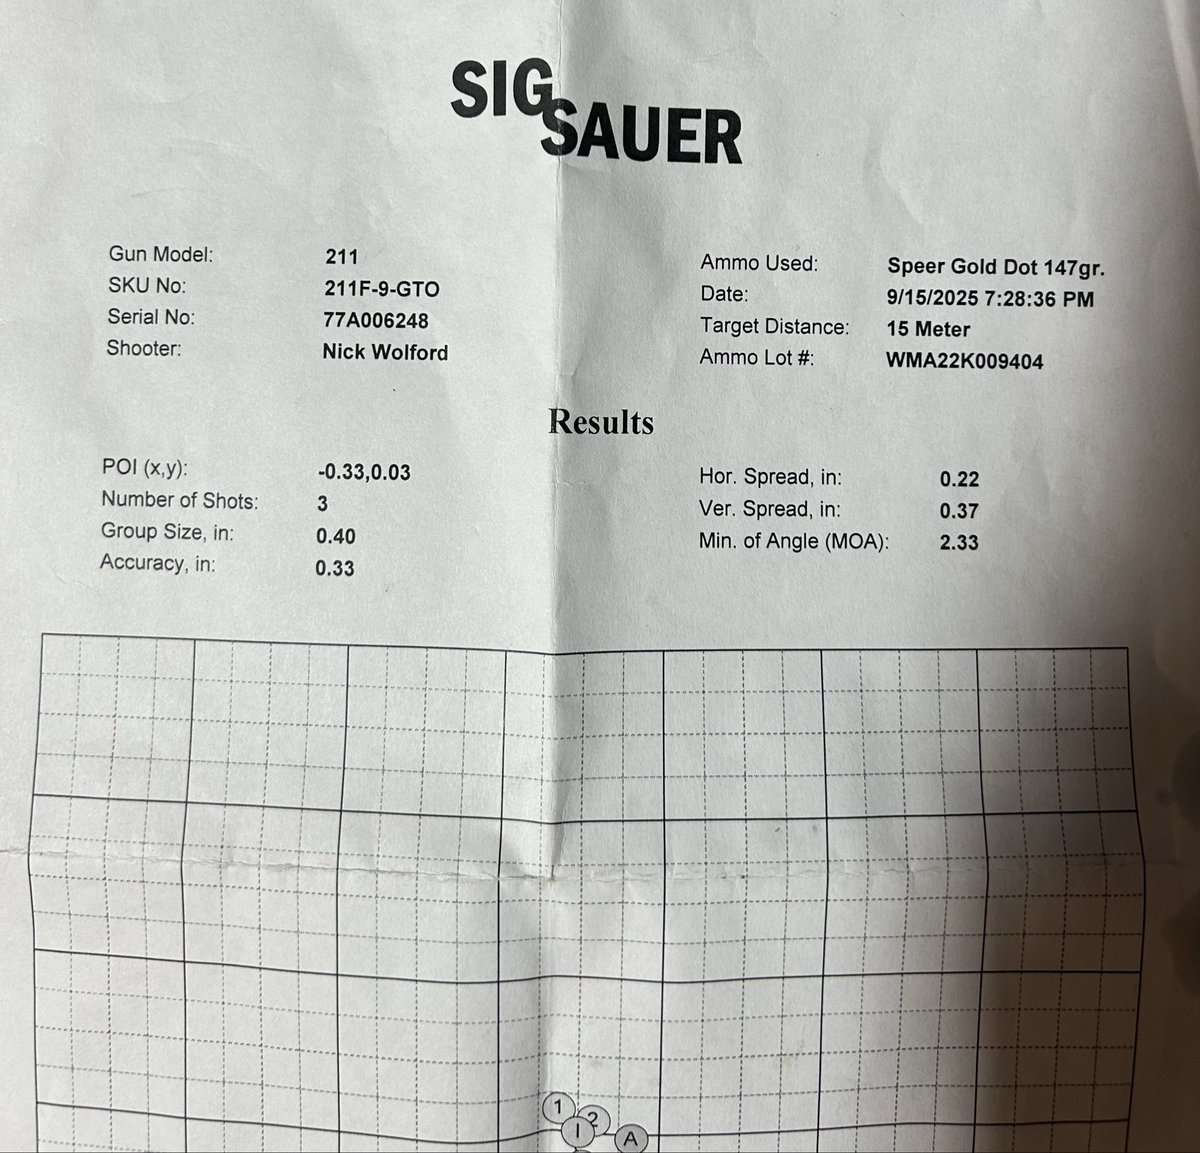 SIG
SAUER
Gun Model: 211
SKU No: 211F-9-GTO
Serial No: 77A006248
Shooter: Nick Wolford
Ammo Used: Speer Gold Dot 147gr.
Date: 9/15/2025 7:28:36 PM
Target Distance: 15 Meter
Ammo Lot #: WMA22K009404
Results
POI (x,y): -0.33,0.03
Number of Shots: 3
Group Size, in: 0.40
Accuracy, in: 0.33
Hor. Spread, in: 0.22
Ver. Spread, in: 0.37
Min. of Angle (MOA): 2.33
1
2
I
A